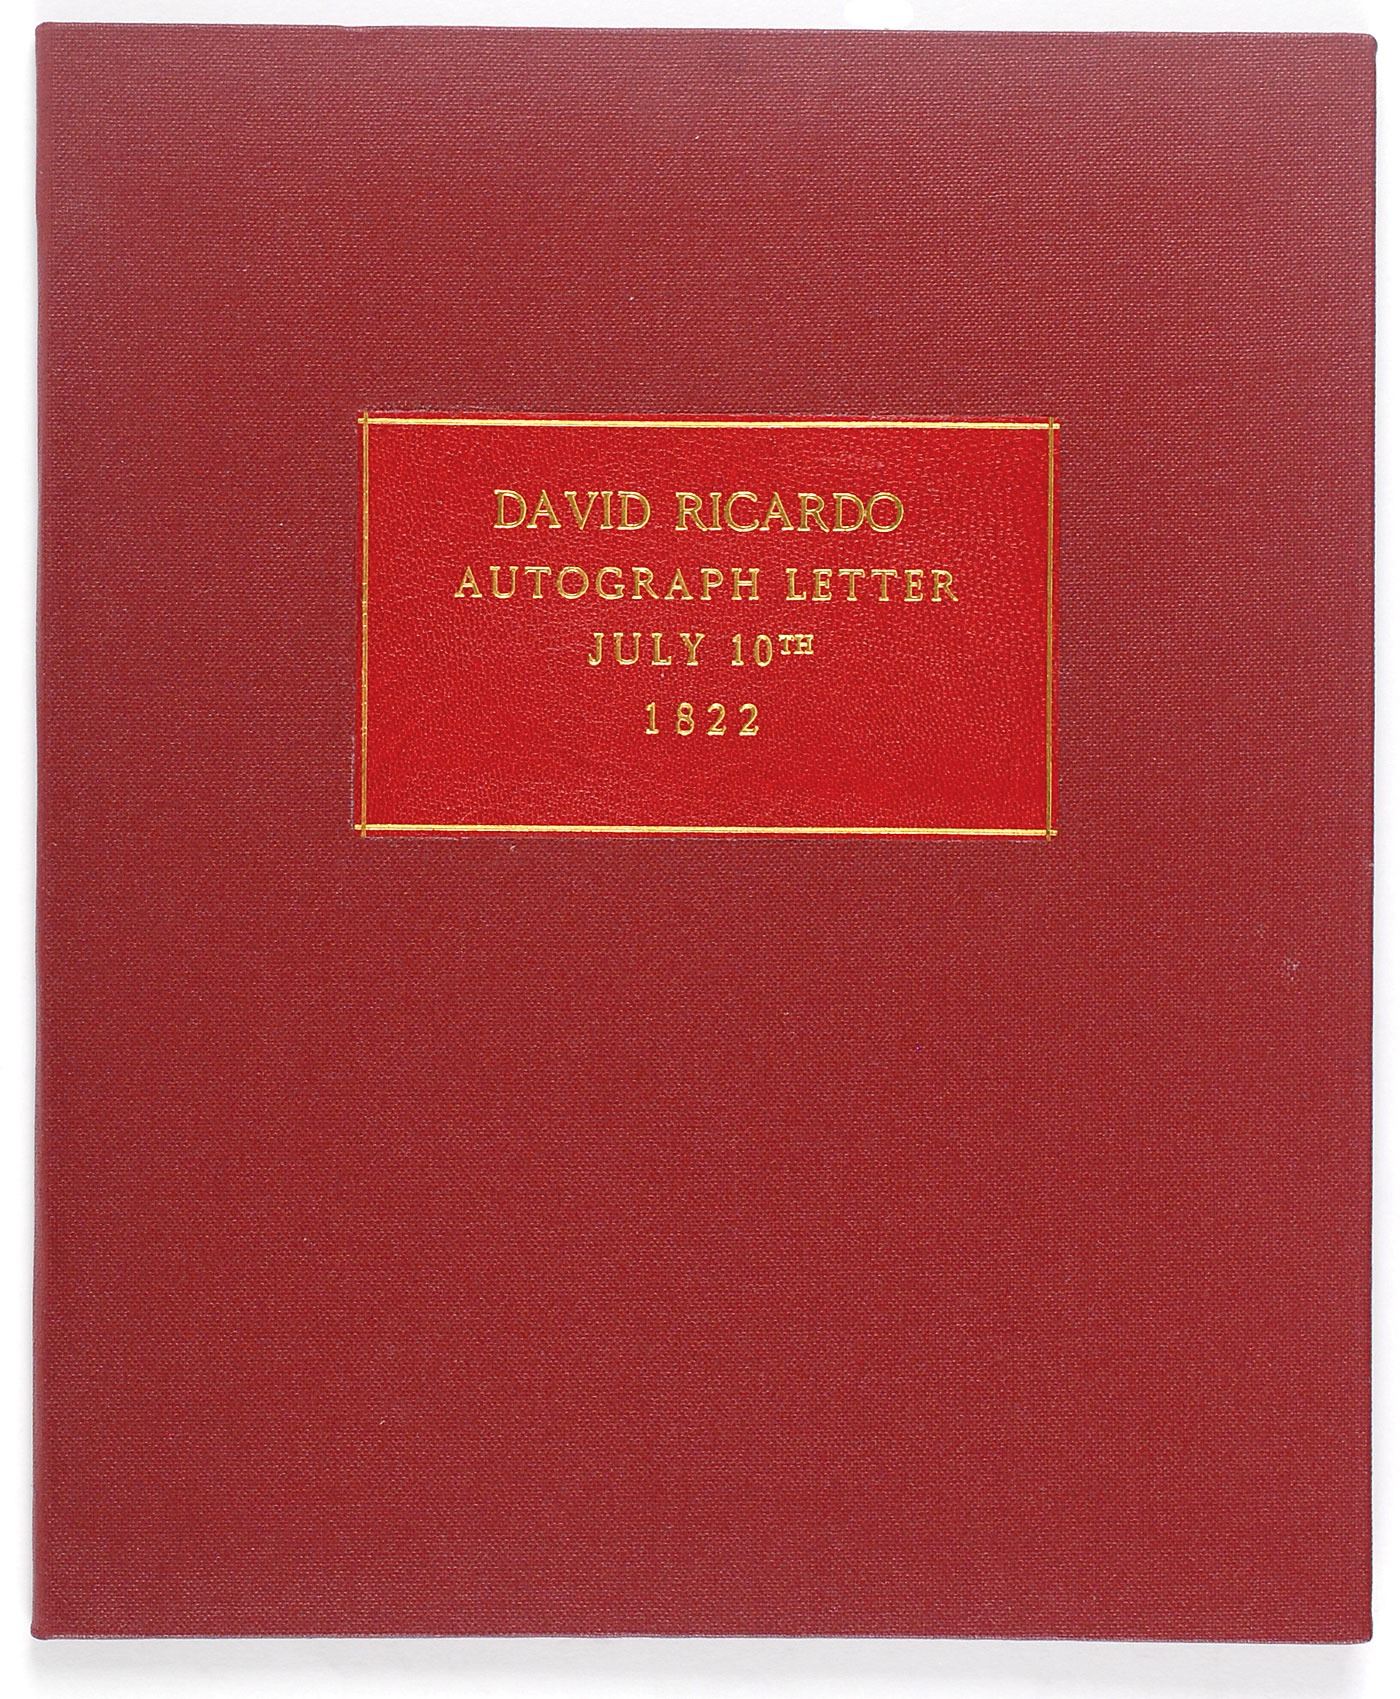 DAVID RICARDO
AUTOGRAPH LETTER
JULY 10TH
1822